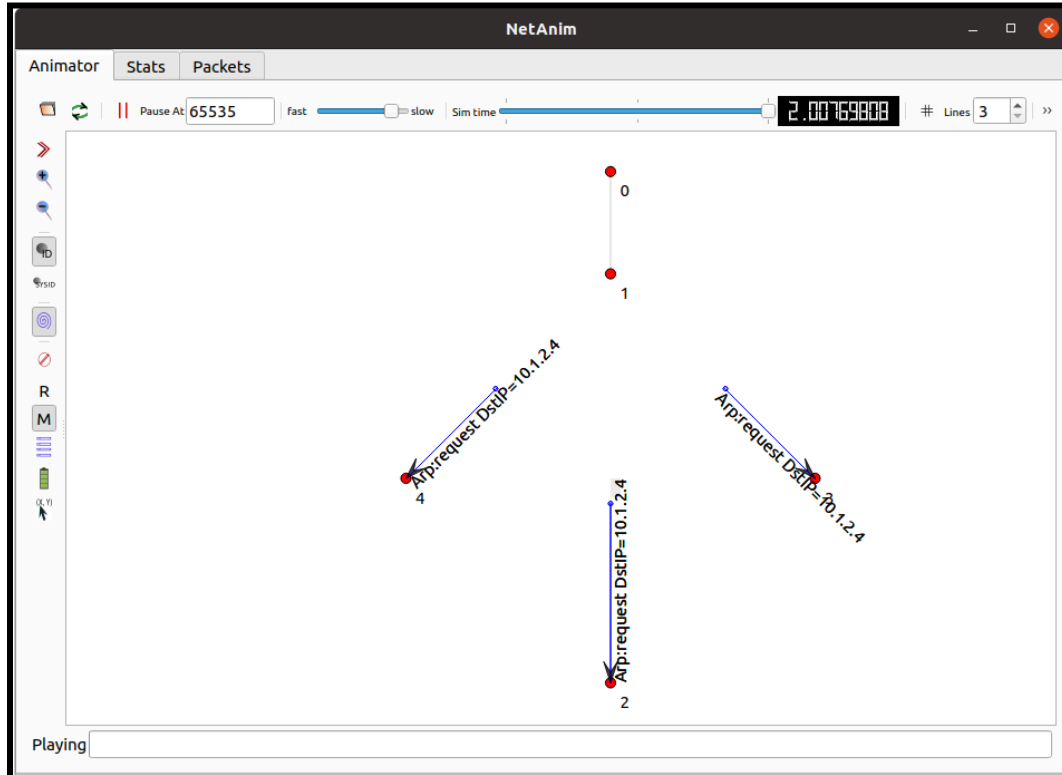 NetAnim
Animator Stats Packets
Pause At 65535 fast slow Sim time 2.00769808 # Lines 3 »
ID
SYSID
R
M
(X, Y)
0
1
Arp:request DstIP=10.1.2.4
Arp:request DstIP=10.1.2.4
Arp:request DstIP=10.1.2.4
4
2
Playing